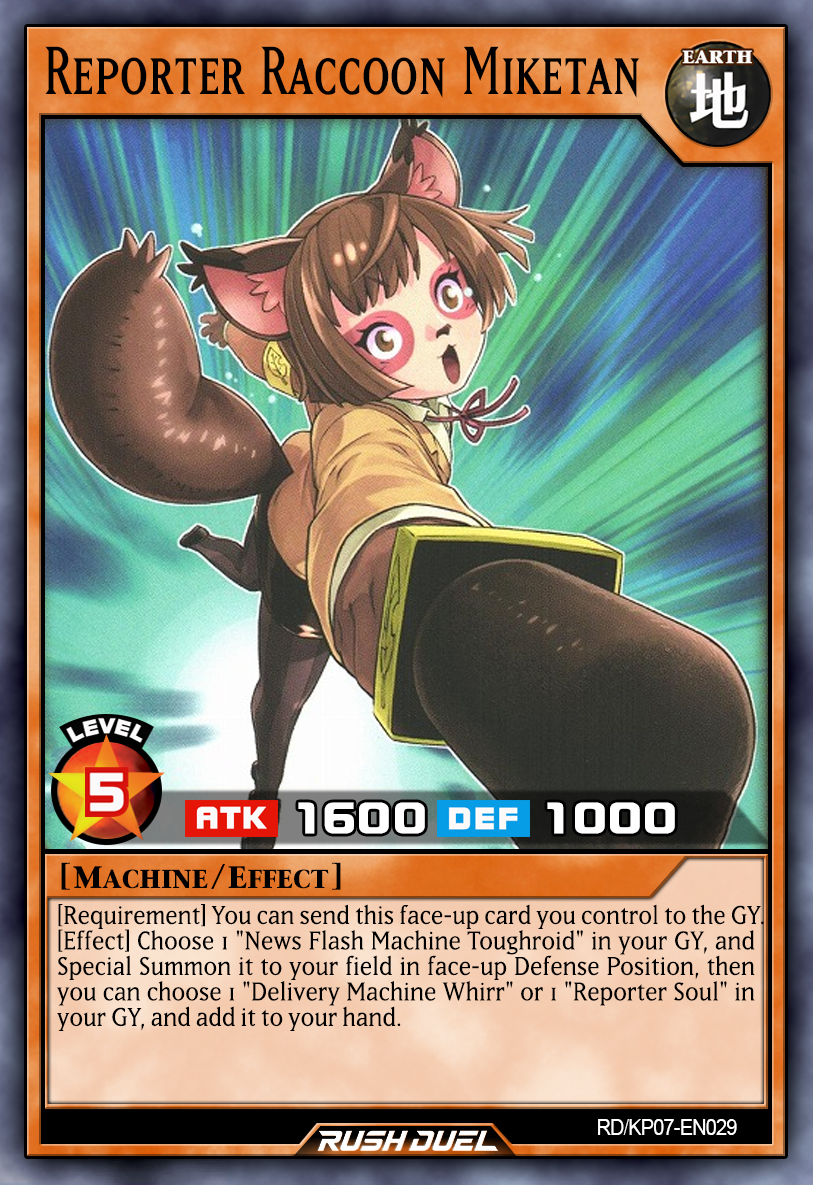 Reporter Raccoon Miketan
EARTH
地
LEVEL
5
ATK 1600 DEF 1000
[Machine/Effect]
[Requirement] You can send this face-up card you control to the GY.
[Effect] Choose 1 "News Flash Machine Toughroid" in your GY, and
Special Summon it to your field in face-up Defense Position, then
you can choose 1 "Delivery Machine Whirr" or 1 "Reporter Soul" in
your GY, and add it to your hand.
RD/KP07-EN029
RUSH DUEL